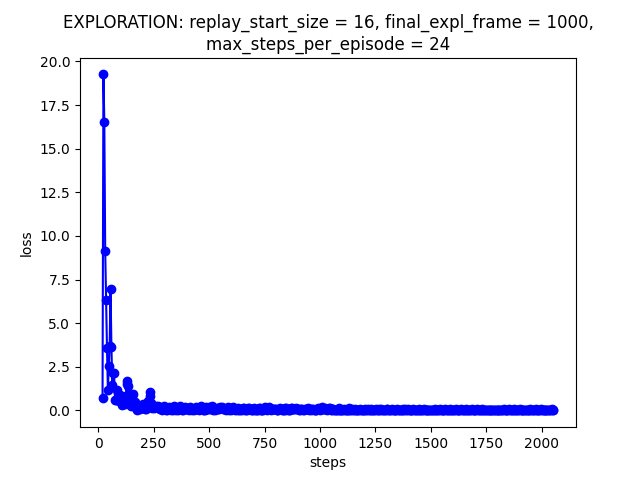 EXPLORATION: replay_start_size = 16, final_expl_frame = 1000,
max_steps_per_episode = 24
20.0
17.5
15.0
12.5
10.0
7.5
5.0
2.5
0.0
loss
0 250 500 750 1000 1250 1500 1750 2000
steps